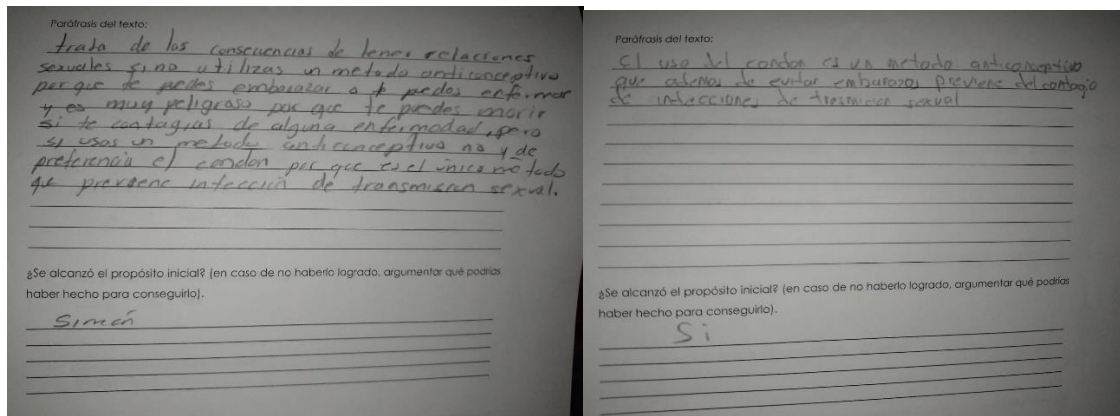 Paráfrasis del texto:
trata de las consecuencias de tener relaciones
sexuales si no utilizas un metodo anticonceptivo
por que te puedes embarazar o puedes enfermar
y es muy peligroso por que te puedes morir
si te contagias de alguna enfermedad, pero
si usas un metodo anticonceptivo no y de
preferencia el condon por que es el único metodo
que previene infección de transmision sexual.
¿Se alcanzó el propósito inicial? (en caso de no haberlo logrado, argumentar qué podrías
haber hecho para conseguirlo).
Simón
Paráfrasis del texto:
El uso del condon es un metodo anticonceptivo
que ademas de evitar embarazos previene del contagio
de infecciones de trasmicion sexual
¿Se alcanzó el propósito inicial? (en caso de no haberlo logrado, argumentar qué podrías
haber hecho para conseguirlo).
Si